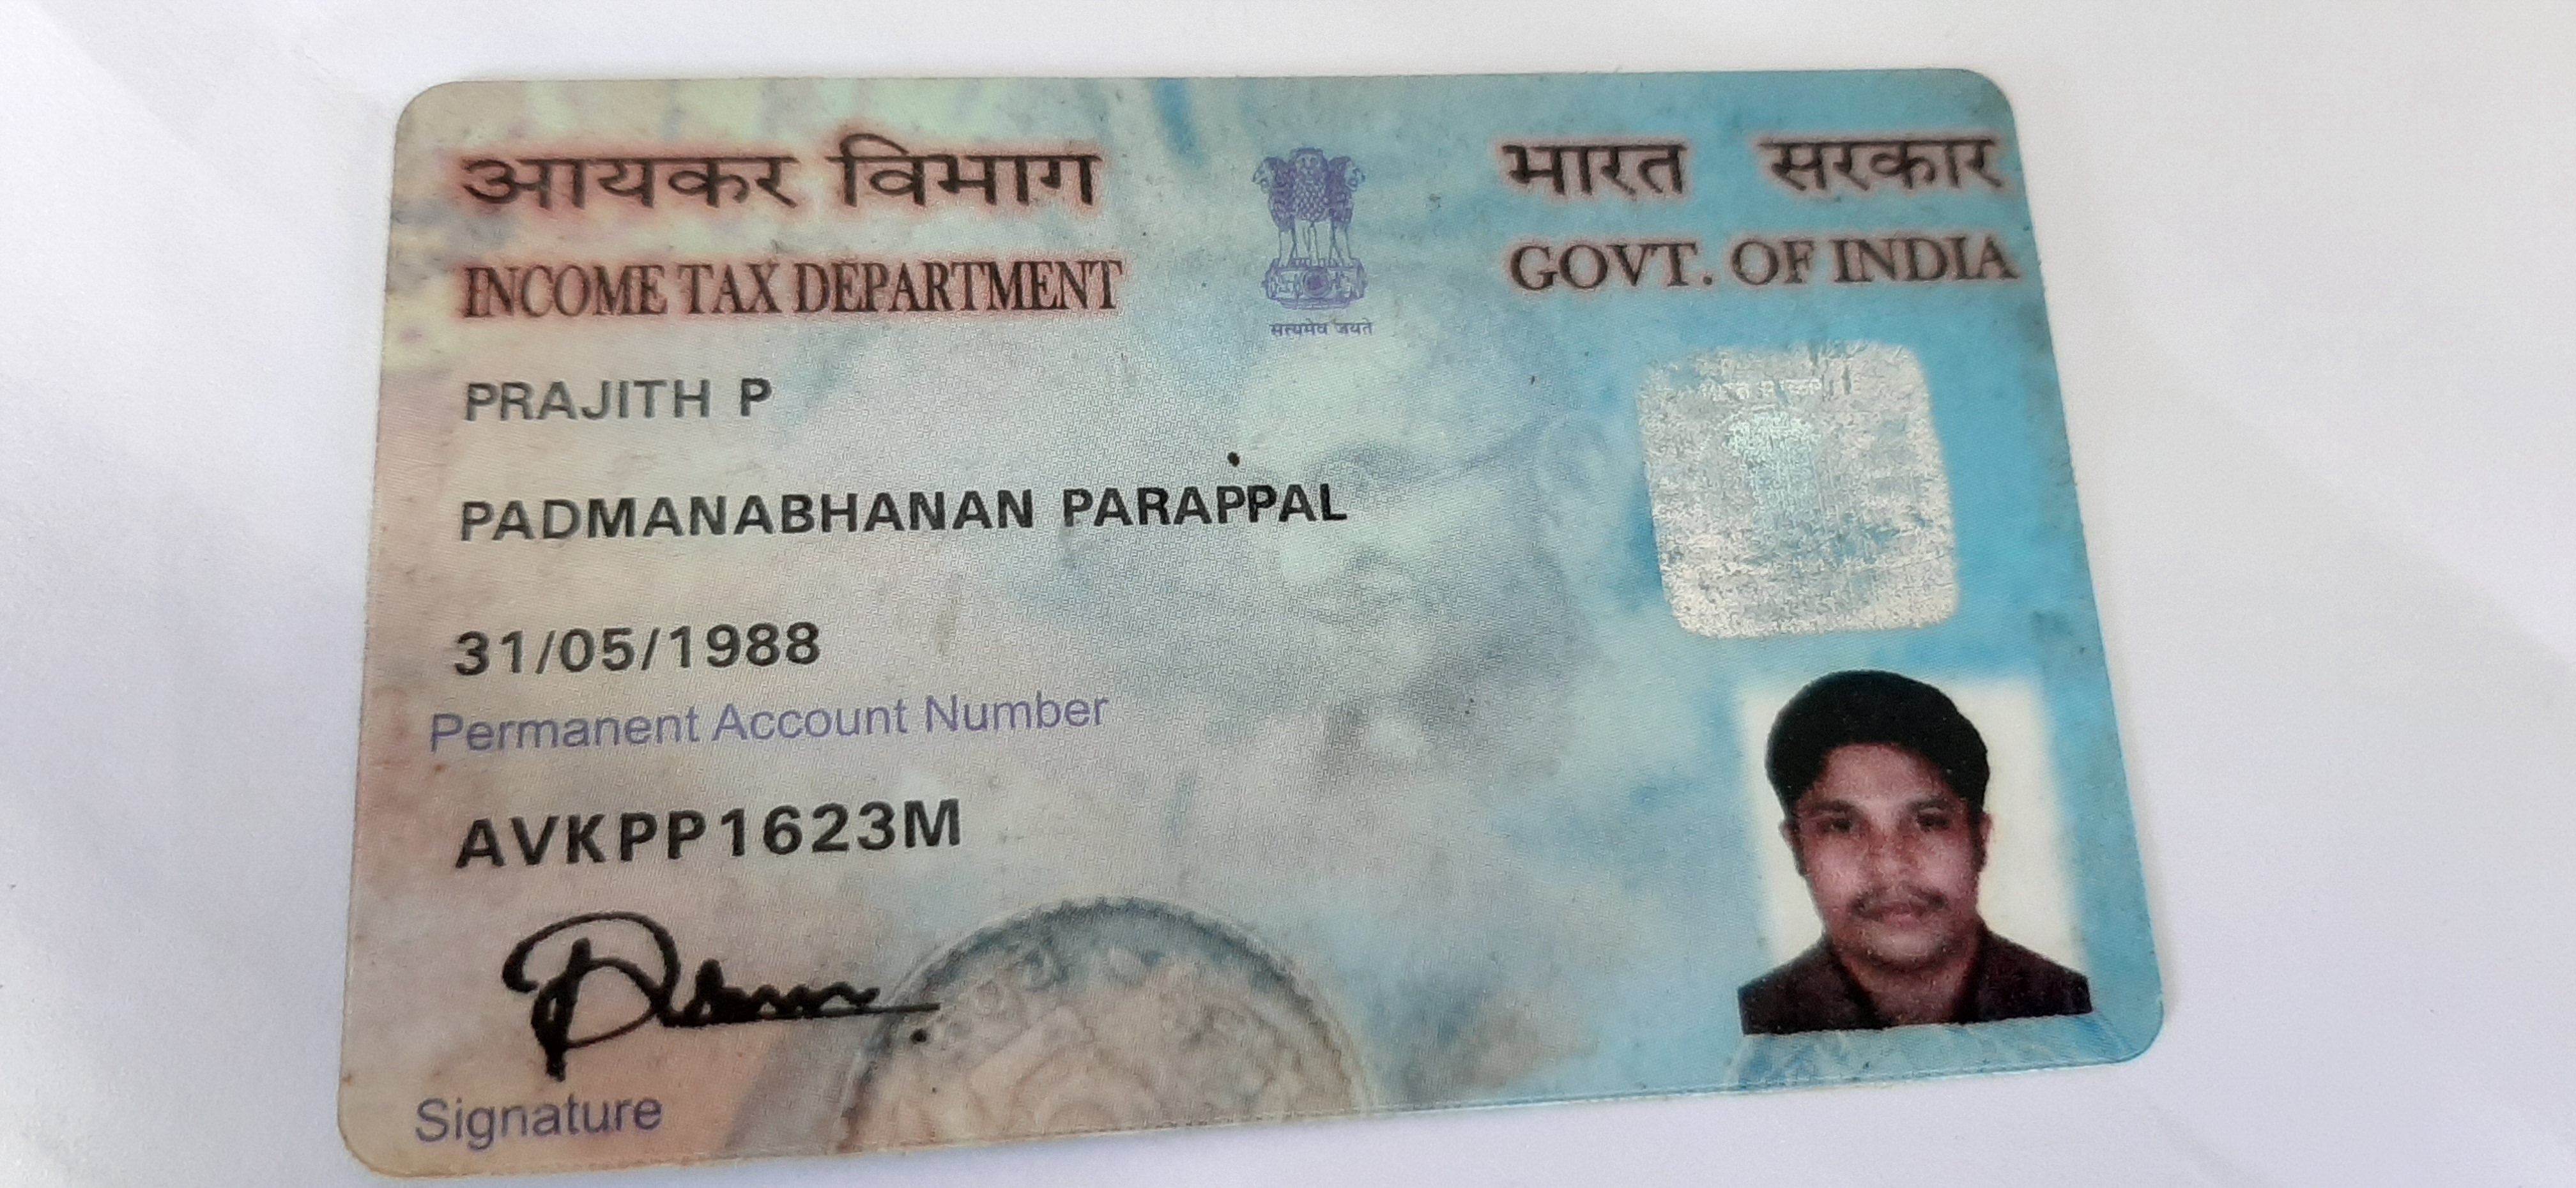 आयकर विभाग
INCOME TAX DEPARTMENT
सत्यमेव जयते
भारत सरकार
GOVT. OF INDIA
PRAJITH P
PADMANABHANAN PARAPPAL
31/05/1988
Permanent Account Number
AVKPP1623M
Signature